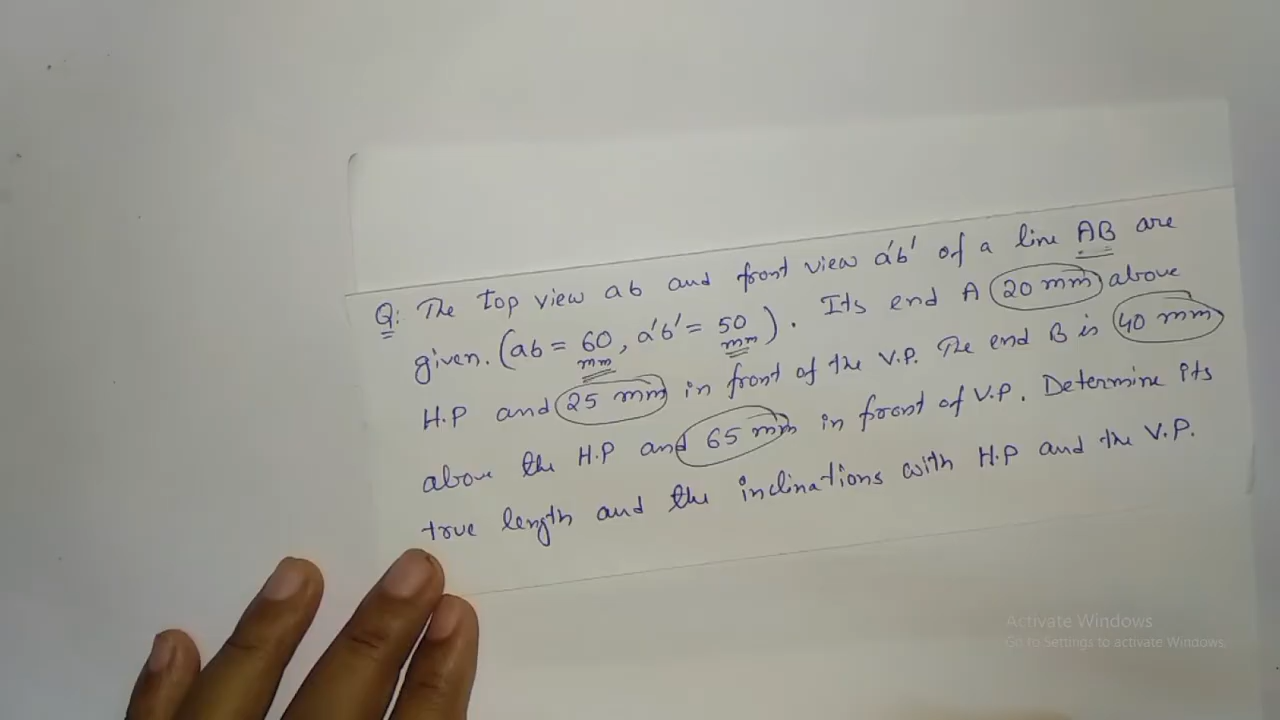 Q: The top view ab and front view a'b' of a line AB are
given. (ab = 60 mm, a'b' = 50 mm). Its end A 20 mm above
H.P and 25 mm in front of the V.P. The end B is 40 mm
above the H.P and 65 mm in front of V.P. Determine its
true length and the inclinations with H.P and the V.P.
Activate Windows
Go to Settings to activate Windows.